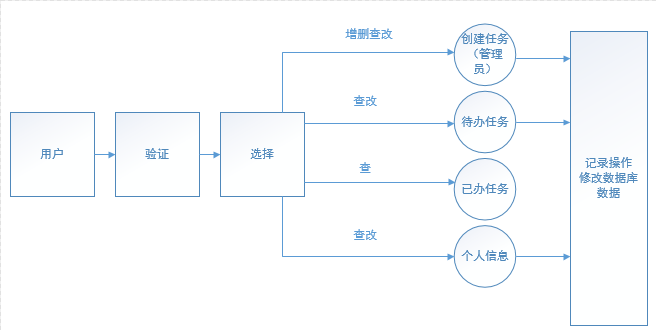 增删查改
创建任务
（管理
员）
查改
待办任务
用户
验证
选择
查
已办任务
记录操作
修改数据库
数据
查改
个人信息